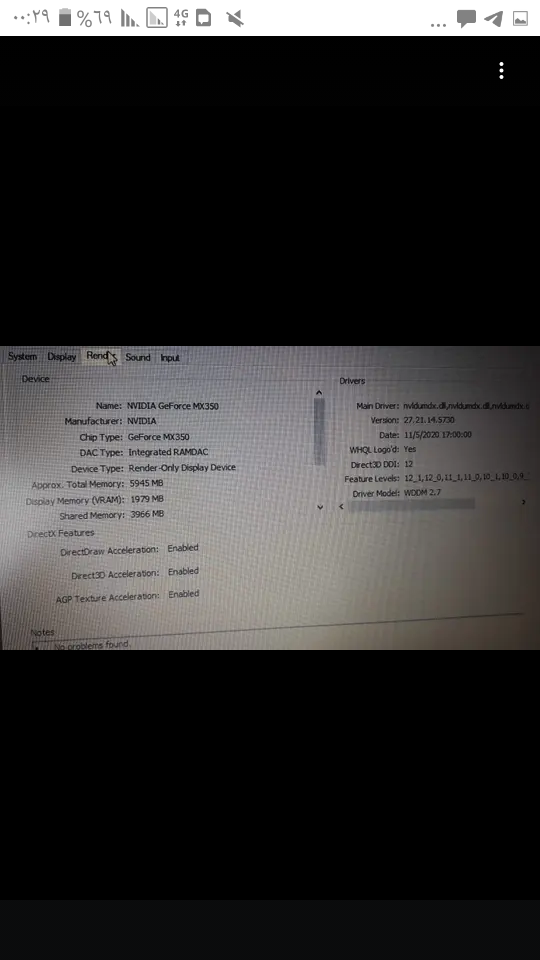 ۰۰:۲۹ %۶۹ 4G
System Display Render Sound Input
Device
Name: NVIDIA GeForce MX350
Manufacturer: NVIDIA
Chip Type: GeForce MX350
DAC Type: Integrated RAMDAC
Device Type: Render-Only Display Device
Approx. Total Memory: 5945 MB
Display Memory (VRAM): 1979 MB
Shared Memory: 3966 MB
Drivers
Main Driver: nvldumdx.dll,nvldumdx.dll,nvldumdx.d
Version: 27.21.14.5730
Date: 11/5/2020 17:00:00
WHQL Logo'd: Yes
Direct3D DDI: 12
Feature Levels: 12_1,12_0,11_1,11_0,10_1,10_0,9_
Driver Model: WDDM 2.7
DirectX Features
DirectDraw Acceleration: Enabled
Direct3D Acceleration: Enabled
AGP Texture Acceleration: Enabled
Notes
No problems found.